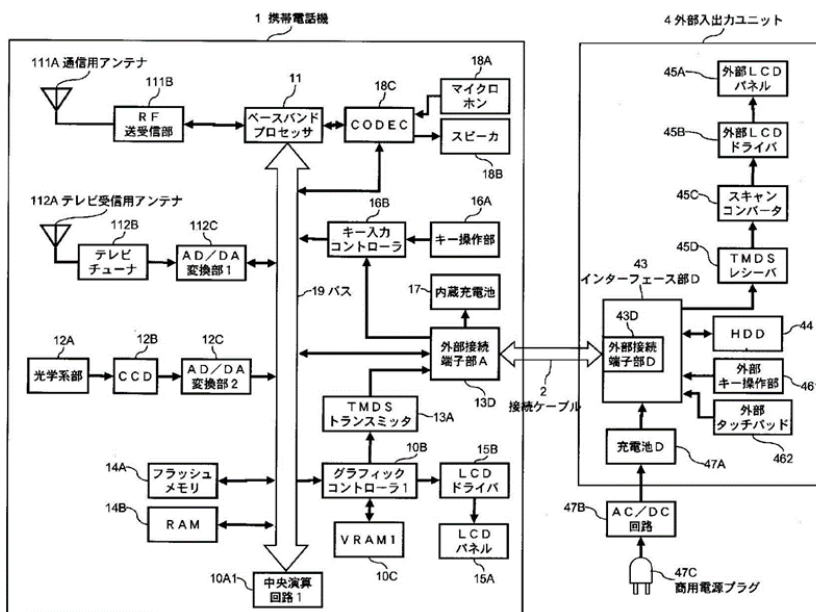 1 携帯電話機
4 外部入出力ユニット
111A 通信用アンテナ
111B
RF
送受信部
11
ベースバンド
プロセッサ
18C
CODEC
18A
マイクロ
ホン
スピーカ
18B
45A
外部LCD
パネル
45B
外部LCD
ドライバ
45C
スキャン
コンバータ
45D
TMDS
レシーバ
112A テレビ受信用アンテナ
112B
テレビ
チューナ
112C
AD/DA
変換部1
16B
キー入力
コントローラ
16A
キー操作部
19 バス
17
内蔵充電池
43
インターフェース部D
43D
外部接続
端子部D
HDD
44
外部
キー操作部
461
外部
タッチパッド
462
12A
光学系部
12B
CCD
12C
AD/DA
変換部2
外部接続
端子部A
13D
2
接続ケーブル
TMDS
トランスミッタ
13A
充電池D
47A
14A
フラッシュ
メモリ
14B
RAM
10B
グラフィック
コントローラ1
15B
LCD
ドライバ
VRAM1
10C
LCD
パネル
15A
47B
AC/DC
回路
47C
商用電源プラグ
10A1
中央演算
回路1